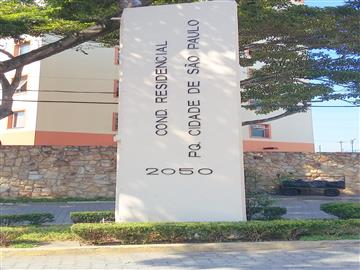 COND. RESIDENCIAL
PQ. CIDADE DE SÃO PAULO
2050